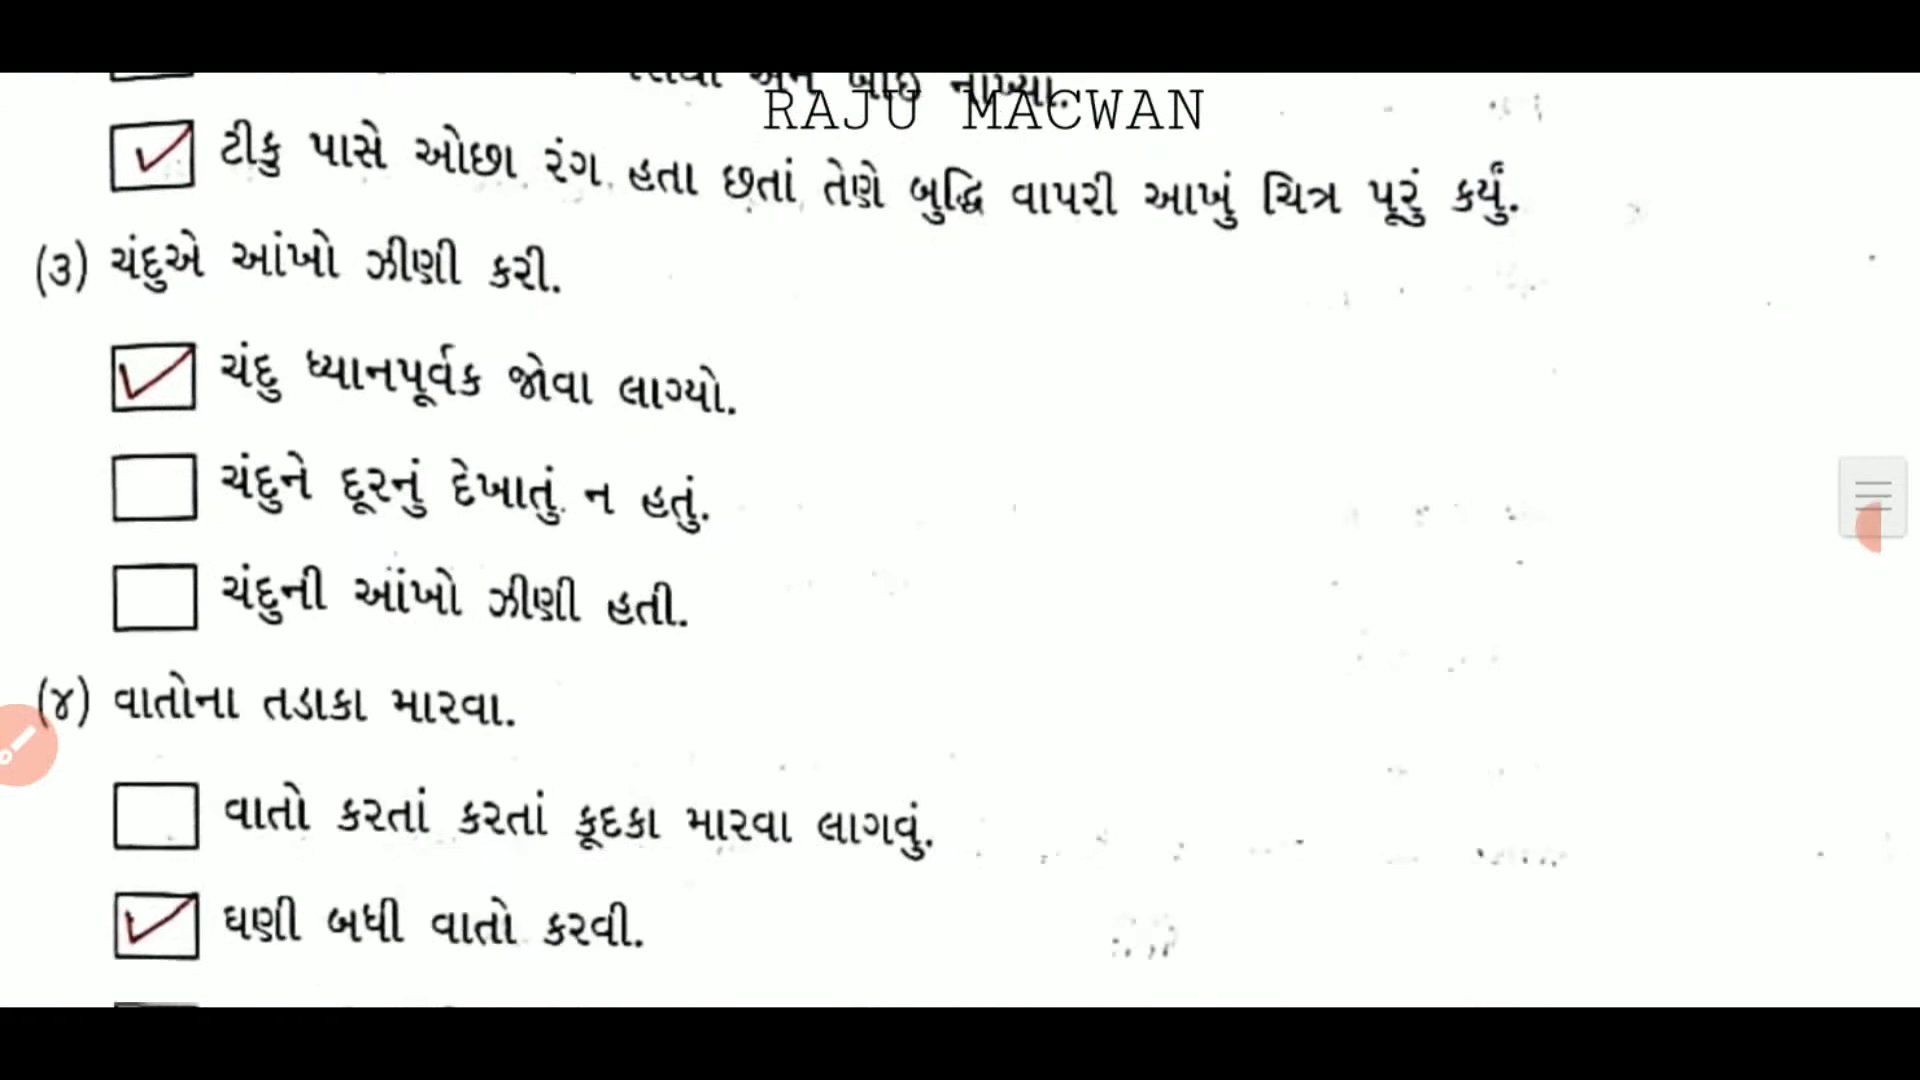 નાખ્યા.
RAJU MACWAN
ટીકુ પાસે ઓછા રંગ હતા છતાં તેણે બુદ્ધિ વાપરી આખું ચિત્ર પૂરું કર્યું.
(૩) ચંદુએ આંખો ઝીણી કરી.
ચંદુ ધ્યાનપૂર્વક જોવા લાગ્યો.
ચંદુને દૂરનું દેખાતું ન હતું.
ચંદુની આંખો ઝીણી હતી.
(૪) વાતોના તડાકા મારવા.
વાતો કરતાં કરતાં કૂદકા મારવા લાગવું.
ઘણી બધી વાતો કરવી.